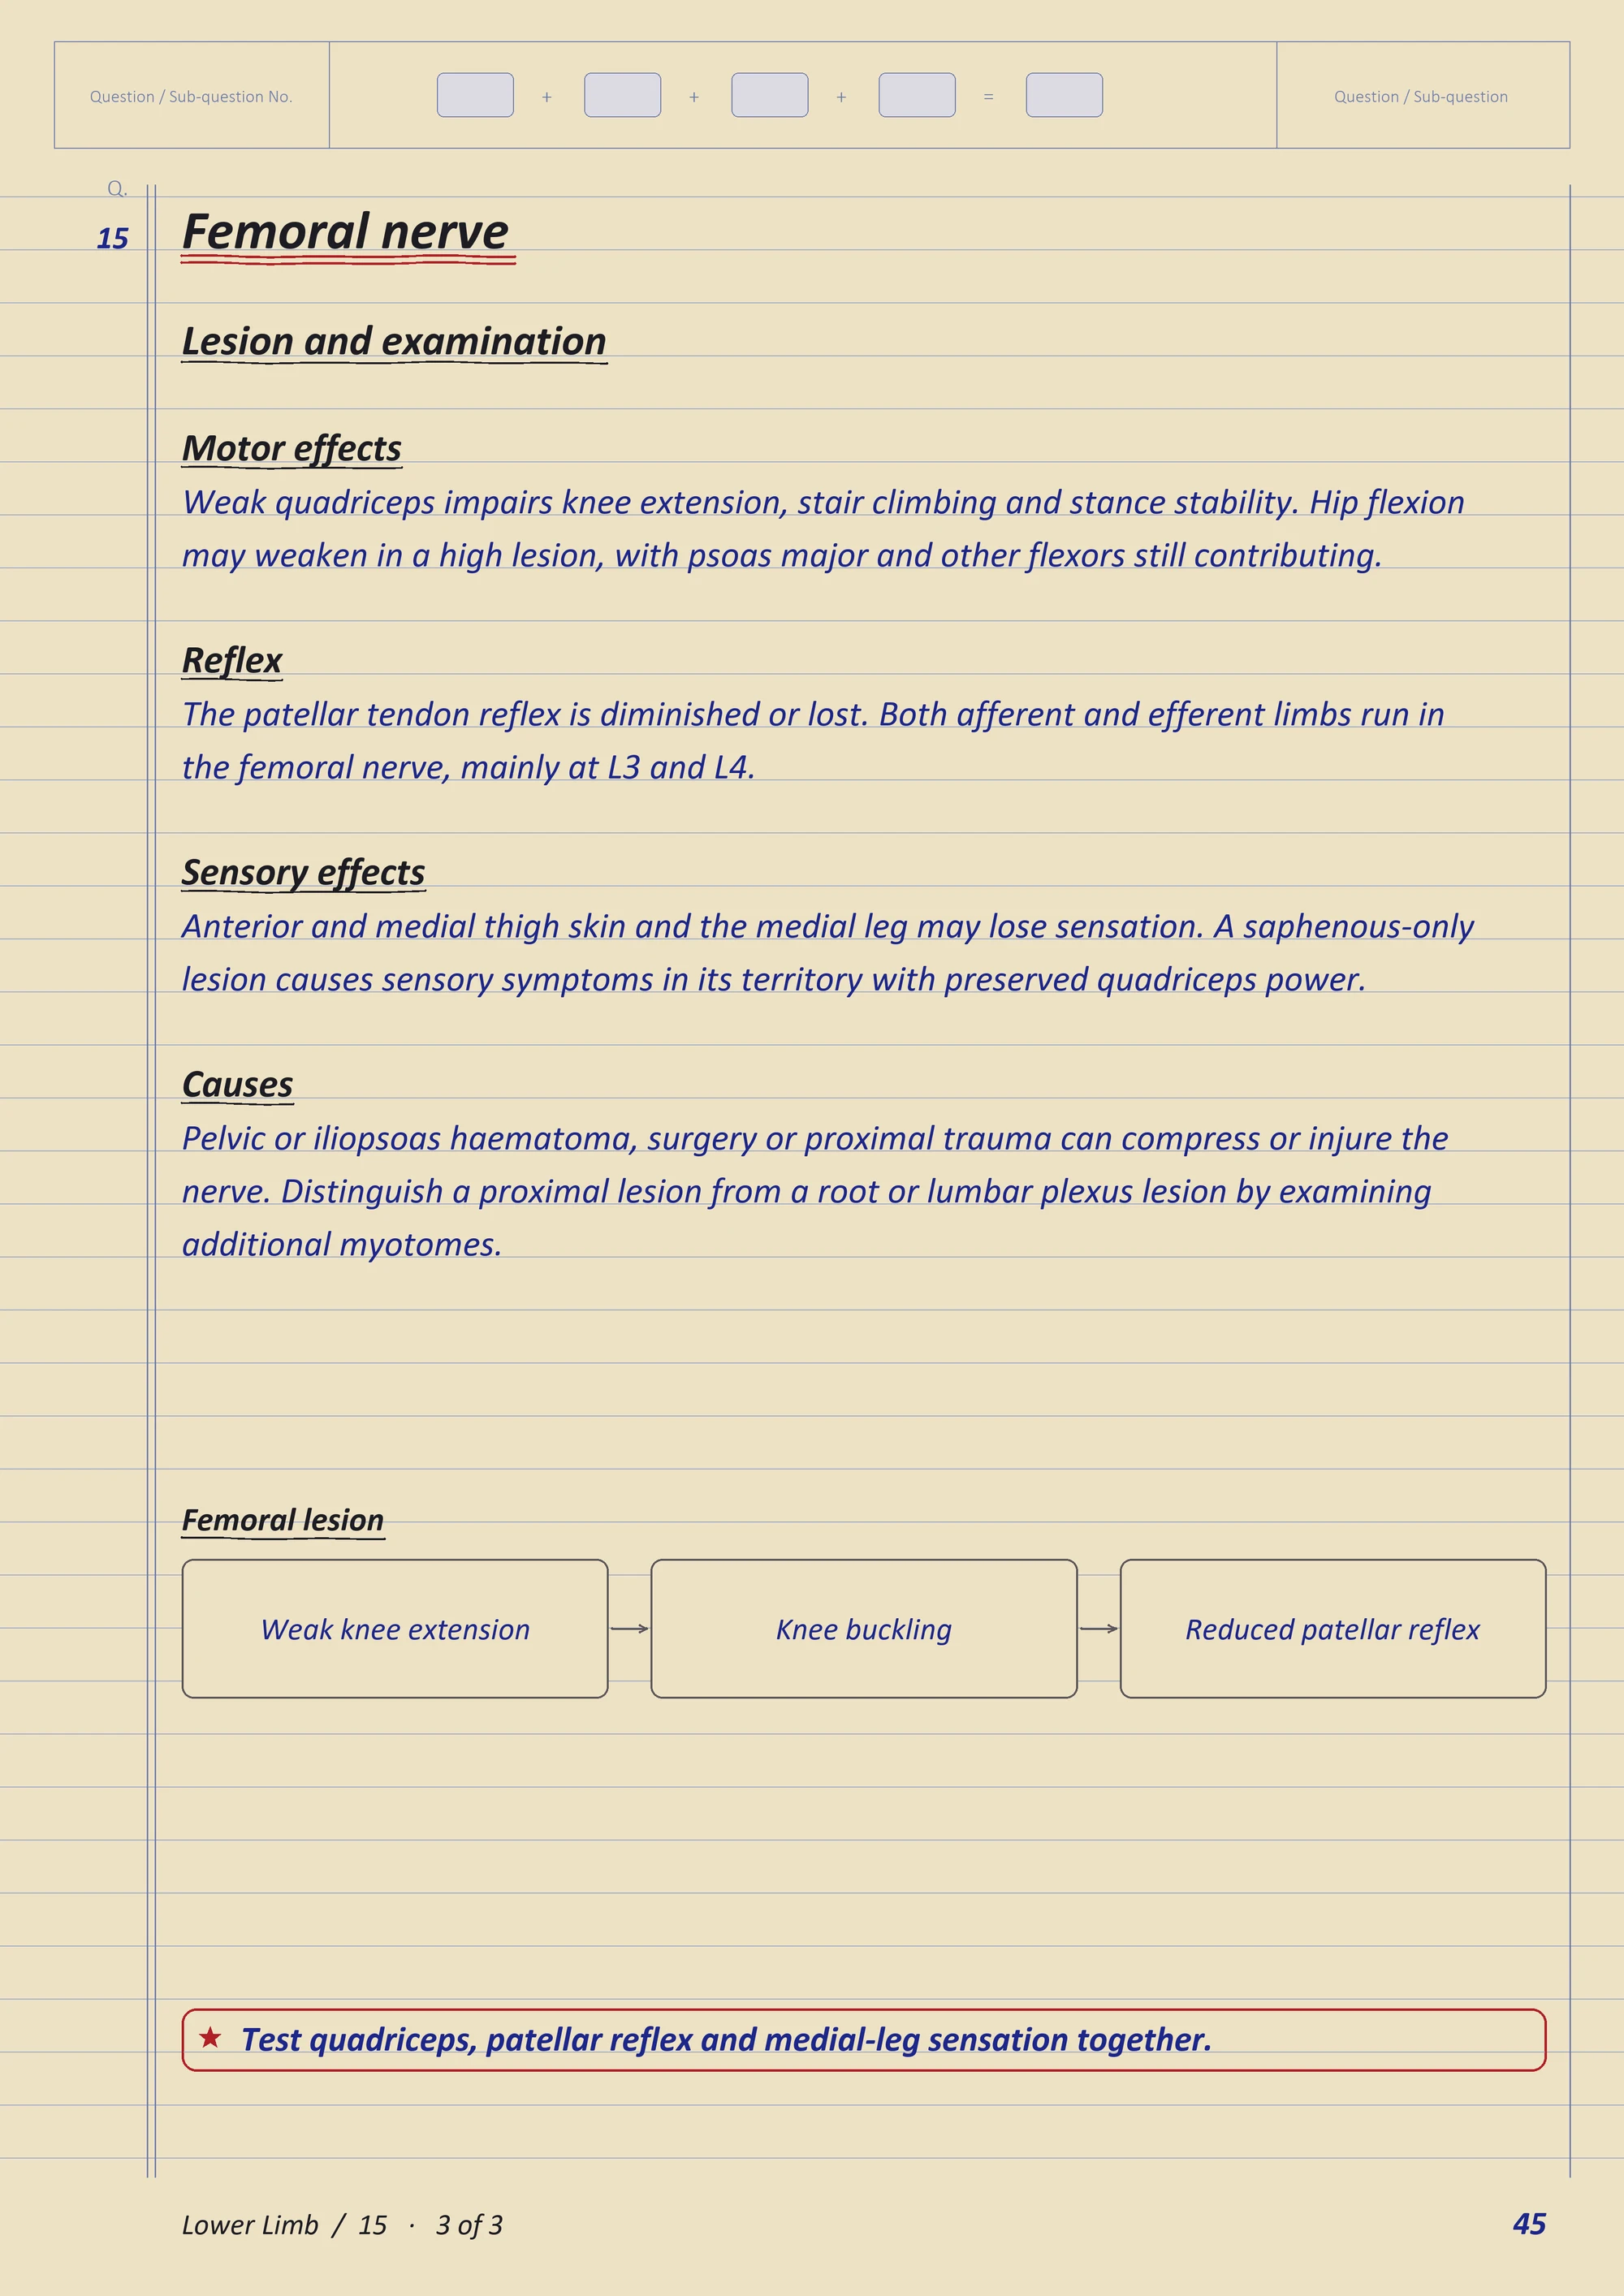 Question / Sub-question No.
+ + + =
Question / Sub-question
Q.
15
Femoral nerve
Lesion and examination
Motor effects
Weak quadriceps impairs knee extension, stair climbing and stance stability. Hip flexion
may weaken in a high lesion, with psoas major and other flexors still contributing.
Reflex
The patellar tendon reflex is diminished or lost. Both afferent and efferent limbs run in
the femoral nerve, mainly at L3 and L4.
Sensory effects
Anterior and medial thigh skin and the medial leg may lose sensation. A saphenous-only
lesion causes sensory symptoms in its territory with preserved quadriceps power.
Causes
Pelvic or iliopsoas haematoma, surgery or proximal trauma can compress or injure the
nerve. Distinguish a proximal lesion from a root or lumbar plexus lesion by examining
additional myotomes.
Femoral lesion
Weak knee extension → Knee buckling → Reduced patellar reflex
★ Test quadriceps, patellar reflex and medial-leg sensation together.
Lower Limb / 15 · 3 of 3
45